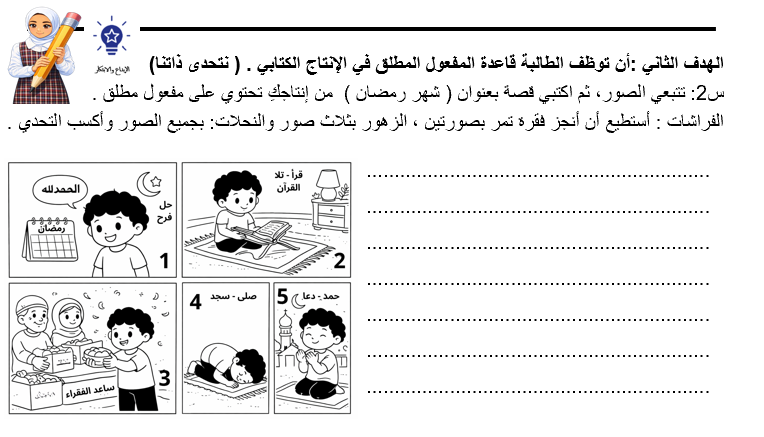 الإبداع والابتكار
الهدف الثاني :أن توظف الطالبة قاعدة المفعول المطلق في الإنتاج الكتابي . ( نتحدى ذاتنا)
س2: تتبعي الصور، ثم اكتبي قصة بعنوان ( شهر رمضان ) من إنتاجكِ تحتوي على مفعول مطلق .
الفراشات : أستطيع أن أنجز فقرة تمر بصورتين ، الزهور بثلاث صور والنحلات: بجميع الصور وأكسب التحدي .
الحمدلله
حل
فرح
رمضان
1
قرأ - تلا
القرآن
2
ساعد الفقراء
3
صلى - سجد
4
حمد - دعا
5